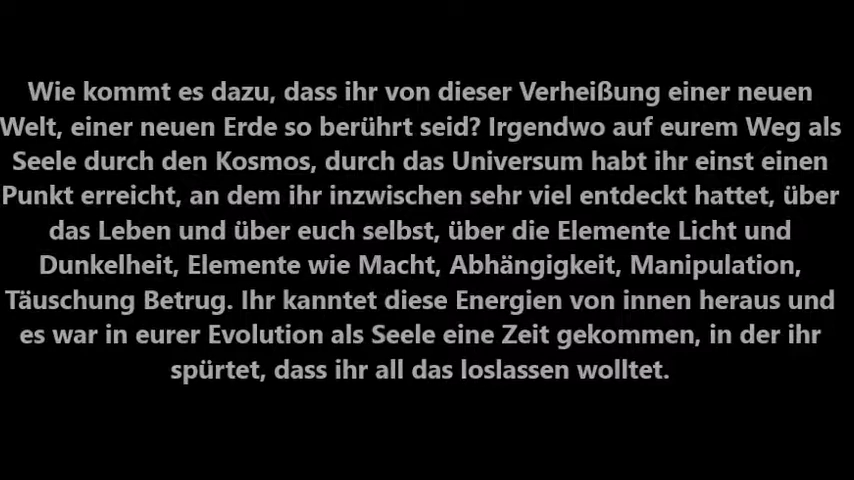 Wie kommt es dazu, dass ihr von dieser Verheißung einer neuen
Welt, einer neuen Erde so berührt seid? Irgendwo auf eurem Weg als
Seele durch den Kosmos, durch das Universum habt ihr einst einen
Punkt erreicht, an dem ihr inzwischen sehr viel entdeckt hattet, über
das Leben und über euch selbst, über die Elemente Licht und
Dunkelheit, Elemente wie Macht, Abhängigkeit, Manipulation,
Täuschung Betrug. Ihr kanntet diese Energien von innen heraus und
es war in eurer Evolution als Seele eine Zeit gekommen, in der ihr
spürtet, dass ihr all das loslassen wolltet.